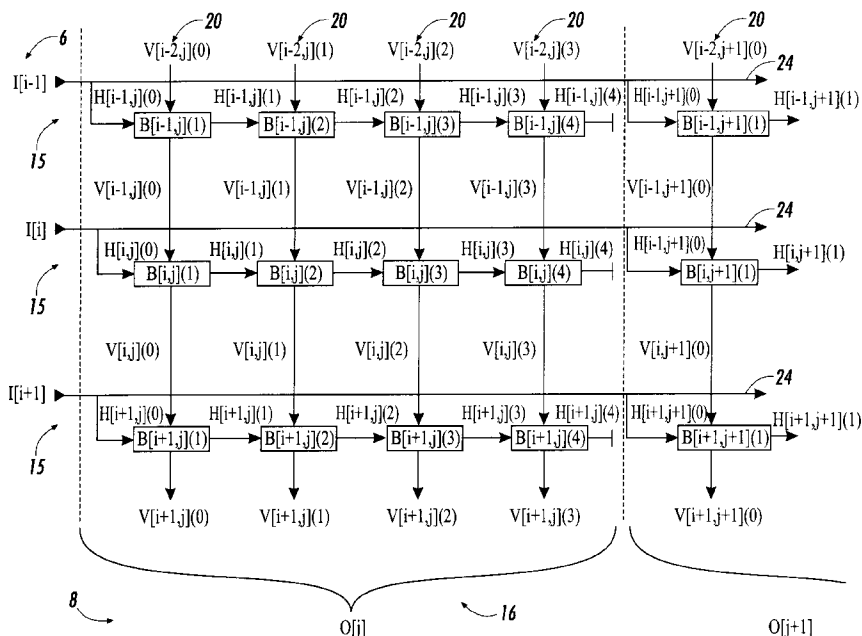 6 20 20 20 20 20
V[i-2,j](0) V[i-2,j](1) V[i-2,j](2) V[i-2,j](3) V[i-2,j+1](0)
I[i-1] 24
H[i-1,j](0) H[i-1,j](1) H[i-1,j](2) H[i-1,j](3) H[i-1,j](4) H[i-1,j+1](0) H[i-1,j+1](1)
15 B[i-1,j](1) B[i-1,j](2) B[i-1,j](3) B[i-1,j](4) B[i-1,j+1](1)
V[i-1,j](0) V[i-1,j](1) V[i-1,j](2) V[i-1,j](3) V[i-1,j+1](0)
I[i] 24
H[i,j](0) H[i,j](1) H[i,j](2) H[i,j](3) H[i,j](4) H[i-1,j+1](0) H[i,j+1](1)
15 B[i,j](1) B[i,j](2) B[i,j](3) B[i,j](4) B[i,j+1](1)
V[i,j](0) V[i,j](1) V[i,j](2) V[i,j](3) V[i,j+1](0)
I[i+1] 24
H[i+1,j](0) H[i+1,j](1) H[i+1,j](2) H[i+1,j](3) H[i+1,j](4) H[i+1,j+1](0) H[i+1,j+1](1)
15 B[i+1,j](1) B[i+1,j](2) B[i+1,j](3) B[i+1,j](4) B[i+1,j+1](1)
V[i+1,j](0) V[i+1,j](1) V[i+1,j](2) V[i+1,j](3) V[i+1,j+1](0)
8 O[j] 16 O[j+1]